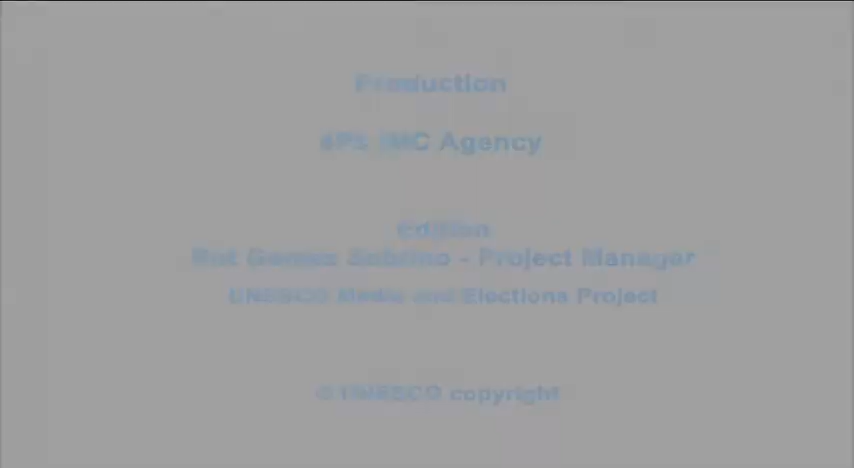 Production
IMC Agency
Edition
Project Manager
UNESCO Media and Elections Project
© UNESCO copyright